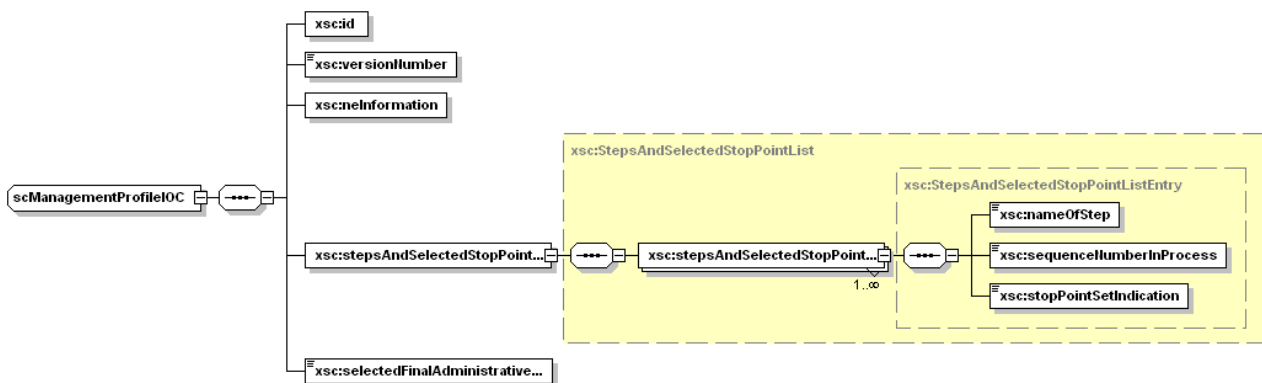 xsc:id
xsc:versionNumber
xsc:neInformation
xsc:StepsAndSelectedStopPointList
xsc:StepsAndSelectedStopPointListEntry
scManagementProfileIOC
xsc:nameOfStep
xsc:stepsAndSelectedStopPoint...
xsc:stepsAndSelectedStopPoint...
xsc:sequenceNumberInProcess
1..∞
xsc:stopPointSetIndication
xsc:selectedFinalAdministrative...